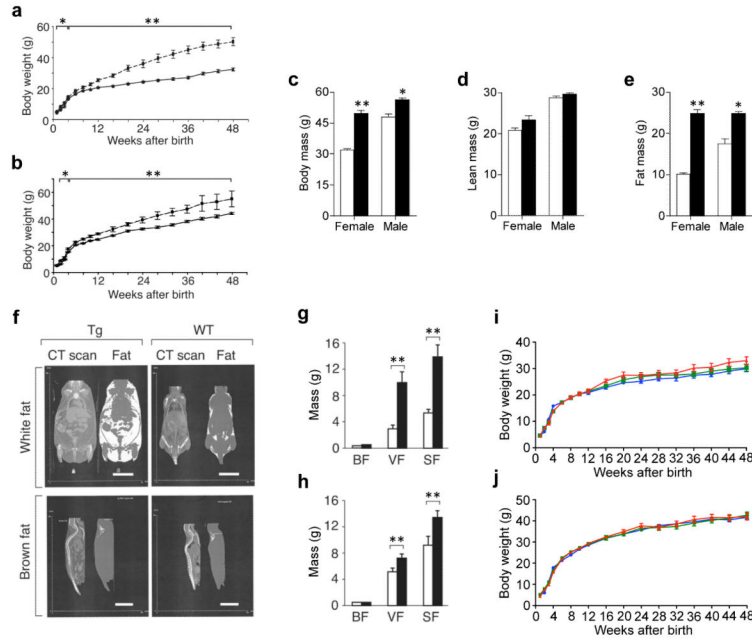 a
* **
Body weight (g)
60
40
20
0
0 12 24 36 48
Weeks after birth
b
* **
Body weight (g)
60
40
20
0
0 12 24 36 48
Weeks after birth
c
Body mass (g)
60
45
30
15
0
** *
Female Male
d
Lean mass (g)
30
20
10
0
Female Male
e
Fat mass (g)
30
20
10
0
** *
Female Male
f
Tg WT
CT scan Fat CT scan Fat
White fat
Brown fat
g
Mass (g)
16
12
8
4
0
** **
BF VF SF
h
Mass (g)
16
12
8
4
0
** **
BF VF SF
i
Body weight (g)
50
40
30
20
10
0
0 4 8 12 16 20 24 28 32 36 40 44 48
Weeks after birth
j
Body weight (g)
50
40
30
20
10
0
0 4 8 12 16 20 24 28 32 36 40 44 48
Weeks after birth